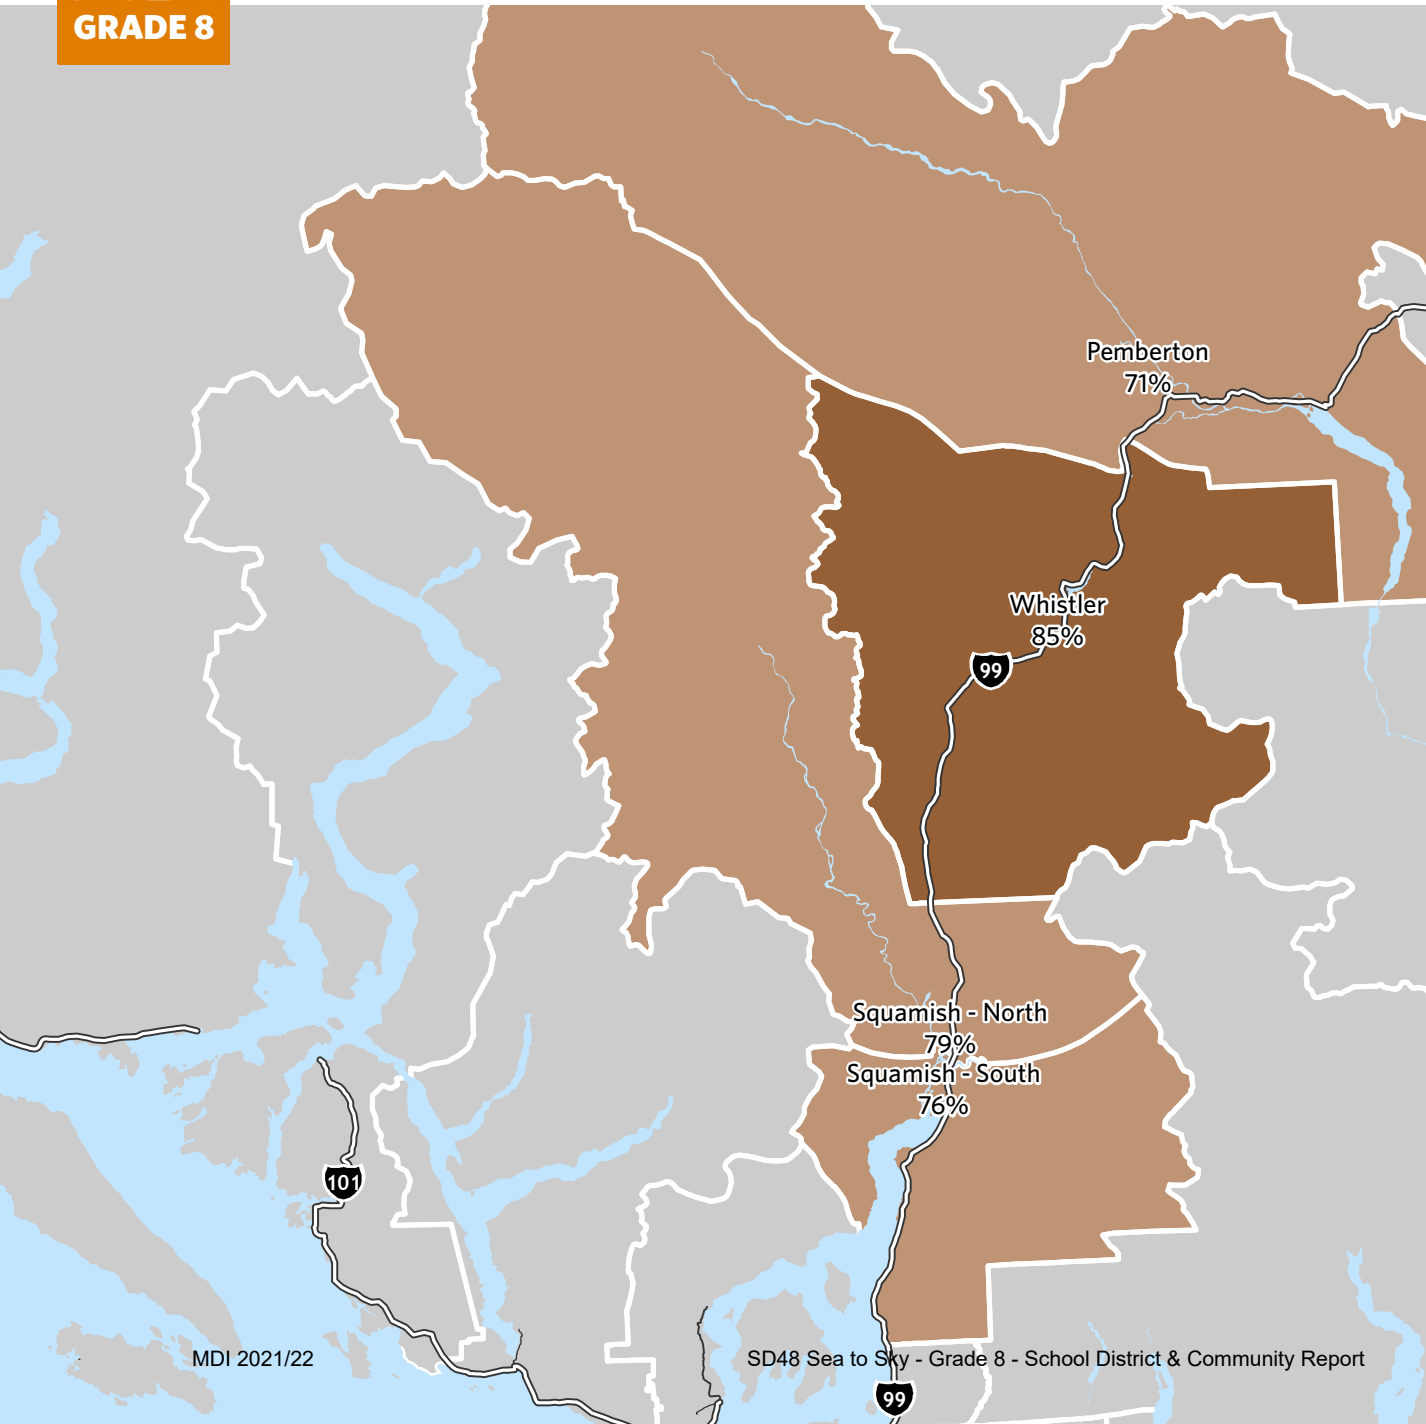 GRADE 8
Pemberton
71%
Whistler
85%
99
Squamish - North
79%
Squamish - South
76%
101
MDI 2021/22
SD48 Sea to Sky - Grade 8 - School District & Community Report
99